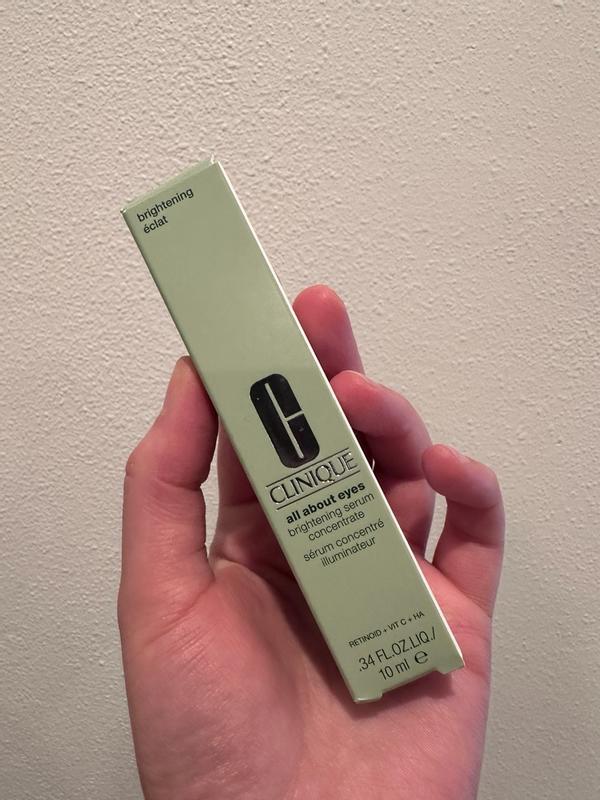 brightening
éclat
CLINIQUE
all about eyes
brightening serum
concentrate
sérum concentré
illuminateur
RETINOID + VIT C + HA
.34 FL.OZ.LIQ./
10 ml ℮